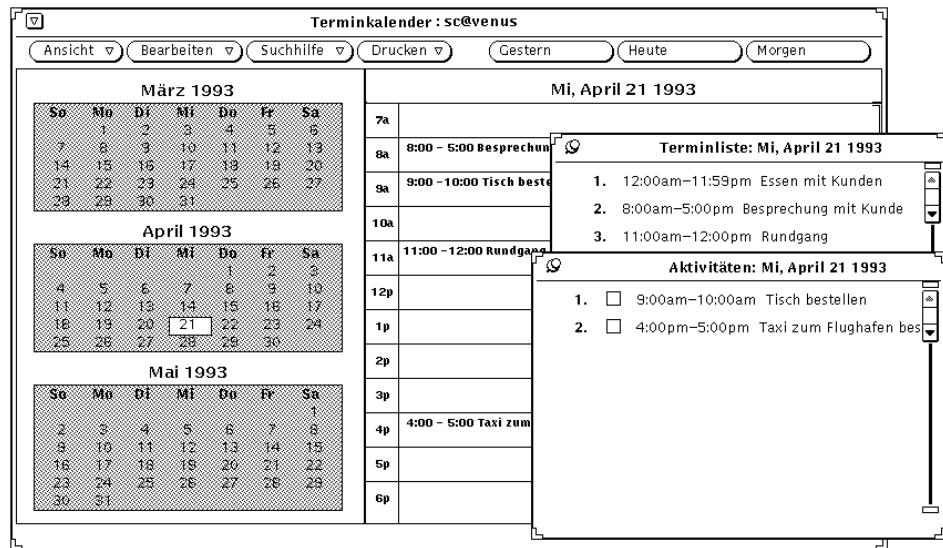 Terminkalender : sc@venus
Ansicht Bearbeiten Suchhilfe Drucken Gestern Heute Morgen
März 1993
So Mo Di Mi Do Fr Sa
1 2 3 4 5 6
7 8 9 10 11 12 13
14 15 16 17 18 19 20
21 22 23 24 25 26 27
28 29 30 31
April 1993
So Mo Di Mi Do Fr Sa
1 2 3
4 5 6 7 8 9 10
11 12 13 14 15 16 17
18 19 20 21 22 23 24
25 26 27 28 29 30
Mai 1993
So Mo Di Mi Do Fr Sa
1
2 3 4 5 6 7 8
9 10 11 12 13 14 15
16 17 18 19 20 21 22
23 24 25 26 27 28 29
30 31
Mi, April 21 1993
7a
8a 8:00 – 5:00 Besprechun
9a 9:00 –10:00 Tisch beste
10a
11a 11:00 –12:00 Rundgang
12p
1p
2p
3p
4p 4:00 – 5:00 Taxi zum
5p
6p
Terminliste: Mi, April 21 1993
1. 12:00am–11:59pm Essen mit Kunden
2. 8:00am–5:00pm Besprechung mit Kunde
3. 11:00am–12:00pm Rundgang
Aktivitäten: Mi, April 21 1993
1. 9:00am–10:00am Tisch bestellen
2. 4:00pm–5:00pm Taxi zum Flughafen bes